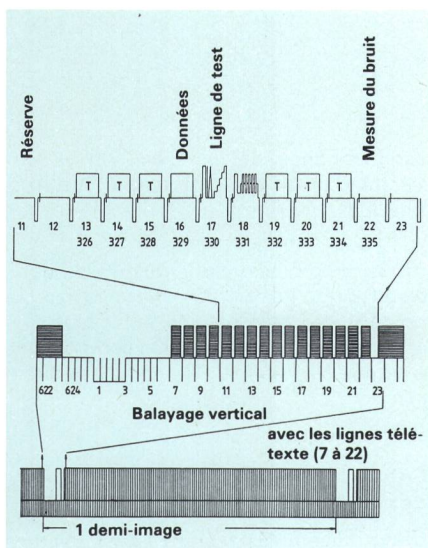 Réserve
Données
Ligne de test
Mesure du bruit
T T T T T T
11 12 13 14 15 16 17 18 19 20 21 22 23
326 327 328 329 330 331 332 333 334 335
622 624 1 3 5 7 9 11 13 15 17 19 21 23
Balayage vertical
avec les lignes télé-
texte (7 à 22)
1 demi-image